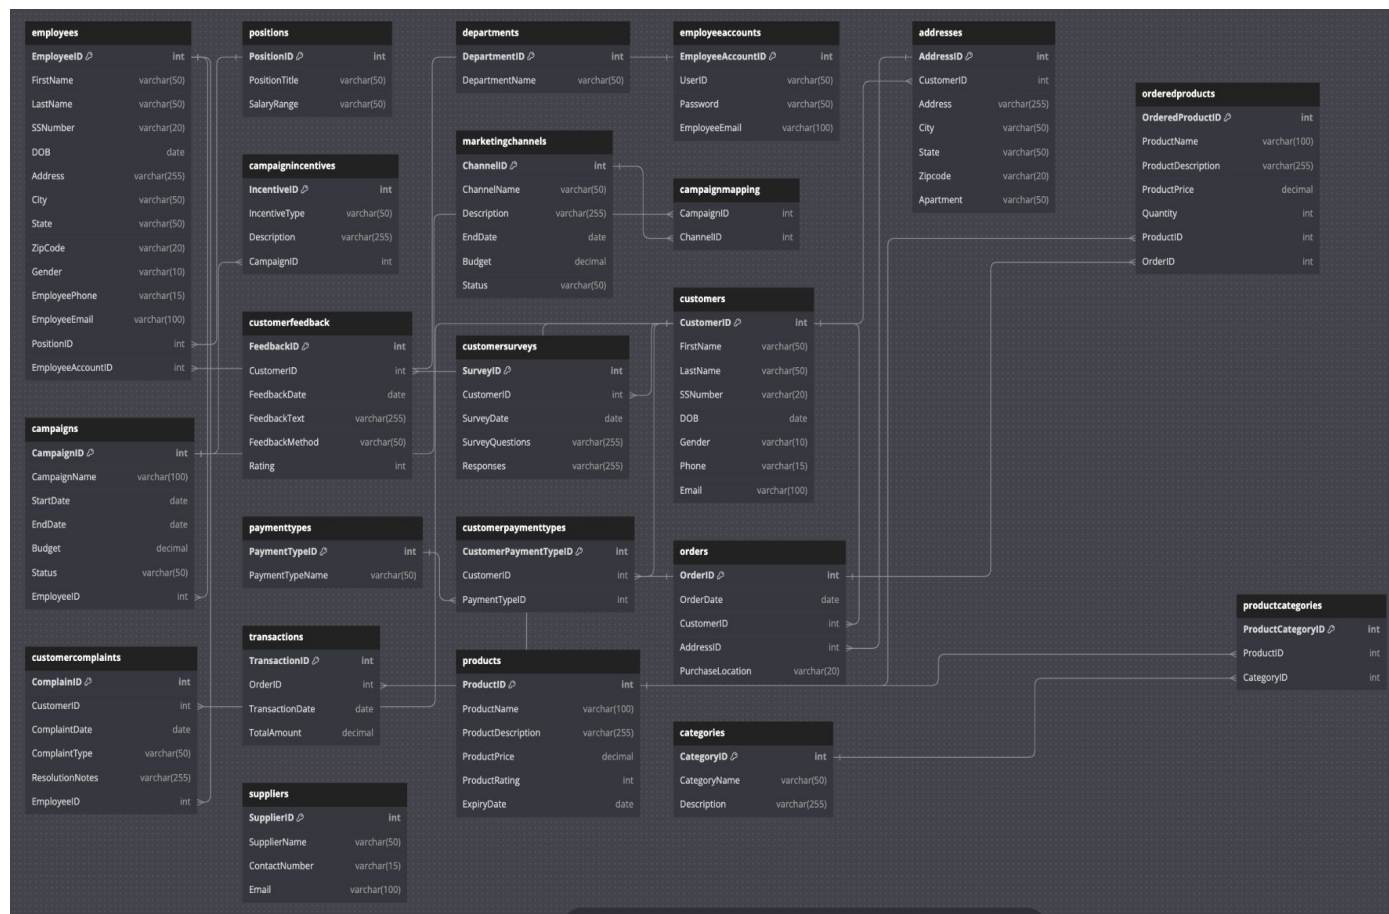 employees
EmployeeID int
FirstName varchar(50)
LastName varchar(50)
SSNumber varchar(20)
DOB date
Address varchar(255)
City varchar(50)
State varchar(50)
ZipCode varchar(20)
Gender varchar(10)
EmployeePhone varchar(15)
EmployeeEmail varchar(100)
PositionID int
EmployeeAccountID int
campaigns
CampaignID int
CampaignName varchar(100)
StartDate date
EndDate date
Budget decimal
Status varchar(50)
EmployeeID int
customercomplaints
ComplainID int
CustomerID int
ComplaintDate date
ComplaintType varchar(50)
ResolutionNotes varchar(255)
EmployeeID int
positions
PositionID int
PositionTitle varchar(50)
SalaryRange varchar(50)
campaignincentives
IncentiveID int
IncentiveType varchar(50)
Description varchar(255)
CampaignID int
customerfeedback
FeedbackID int
CustomerID int
FeedbackDate date
FeedbackText varchar(255)
FeedbackMethod varchar(50)
Rating int
paymenttypes
PaymentTypeID int
PaymentTypeName varchar(50)
transactions
TransactionID int
OrderID int
TransactionDate date
TotalAmount decimal
suppliers
SupplierID int
SupplierName varchar(50)
ContactNumber varchar(15)
Email varchar(100)
departments
DepartmentID int
DepartmentName varchar(50)
marketingchannels
ChannelID int
ChannelName varchar(50)
Description varchar(255)
EndDate date
Budget decimal
Status varchar(50)
customersurveys
SurveyID int
CustomerID int
SurveyDate date
SurveyQuestions varchar(255)
Responses varchar(255)
customerpaymenttypes
CustomerPaymentTypeID int
CustomerID int
PaymentTypeID int
products
ProductID int
ProductName varchar(100)
ProductDescription varchar(255)
ProductPrice decimal
ProductRating int
ExpiryDate date
employeeaccounts
EmployeeAccountID int
UserID varchar(50)
Password varchar(50)
EmployeeEmail varchar(100)
campaignmapping
CampaignID int
ChannelID int
customers
CustomerID int
FirstName varchar(50)
LastName varchar(50)
SSNumber varchar(20)
DOB date
Gender varchar(10)
Phone varchar(15)
Email varchar(100)
orders
OrderID int
OrderDate date
CustomerID int
AddressID int
PurchaseLocation varchar(20)
categories
CategoryID int
CategoryName varchar(50)
Description varchar(255)
addresses
AddressID int
CustomerID int
Address varchar(255)
City varchar(50)
State varchar(50)
Zipcode varchar(20)
Apartment varchar(50)
orderedproducts
OrderedProductID int
ProductName varchar(100)
ProductDescription varchar(255)
ProductPrice decimal
Quantity int
ProductID int
OrderID int
productcategories
ProductCategoryID int
ProductID int
CategoryID int